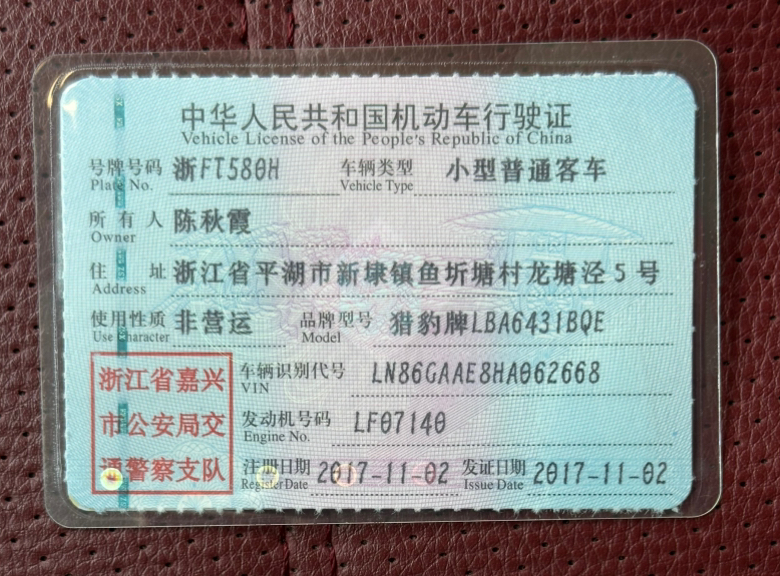 中华人民共和国机动车行驶证
Vehicle License of the People's Republic of China
号牌号码 浙FT580H 车辆类型 小型普通客车
Plate No. Vehicle Type
所有人 陈秋霞
Owner
住址 浙江省平湖市新埭镇鱼圻塘村龙塘泾5号
Address
使用性质 非营运 品牌型号 猎豹牌LBA6431BQE
Use Character Model
浙江省嘉兴
市公安局交
通警察支队
车辆识别代号 LN86GAAE8HA062668
VIN
发动机号码 LF07140
Engine No.
注册日期 2017-11-02 发证日期 2017-11-02
Register Date Issue Date